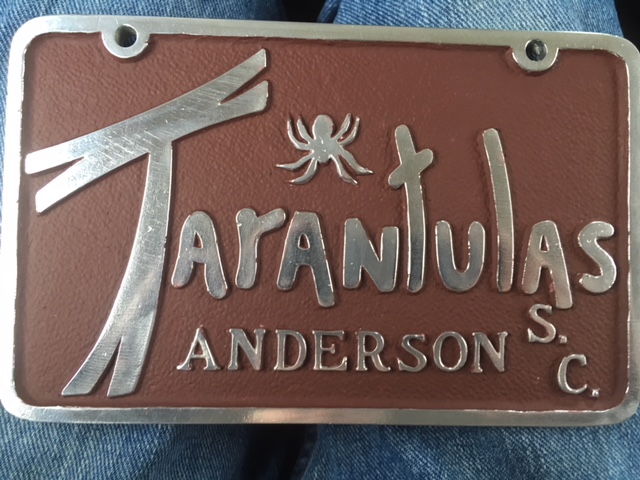 Tarantulas
ANDERSON S.
C.